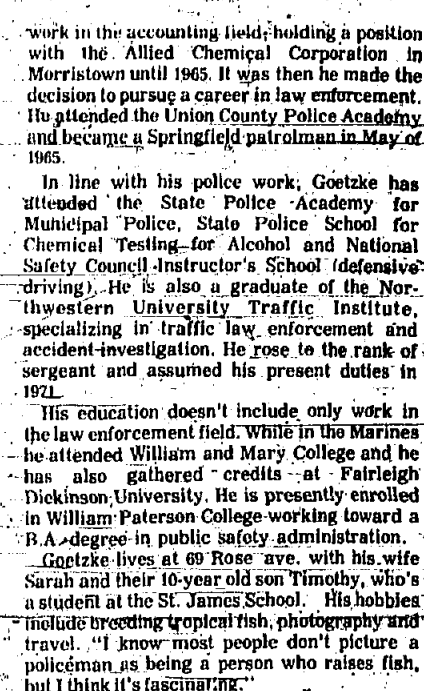 work in the accounting field, holding a position
with the Allied Chemical Corporation in
Morristown until 1965. It was then he made the
decision to pursue a career in law enforcement.
He attended the Union County Police Academy
and became a Springfield patrolman in May of
1965.
In line with his police work, Goetzke has
attended the State Police Academy for
Municipal Police, State Police School for
Chemical Testing for Alcohol and National
Safety Council Instructor's School (defensive
driving). He is also a graduate of the Nor-
thwestern University Traffic Institute,
specializing in traffic law enforcement and
accident investigation. He rose to the rank of
sergeant and assumed his present duties in
1971.
His education doesn't include only work in
the law enforcement field. While in the Marines
he attended William and Mary College and he
has also gathered credits at Fairleigh
Dickinson University. He is presently enrolled
in William Paterson College working toward a
B.A. degree in public safety administration.
Goetzke lives at 69 Rose ave. with his wife
Sarah and their 10-year old son Timothy, who's
a student at the St. James School. His hobbies
include breeding tropical fish, photography and
travel. "I know most people don't picture a
policeman as being a person who raises fish,
but I think it's fascinating."